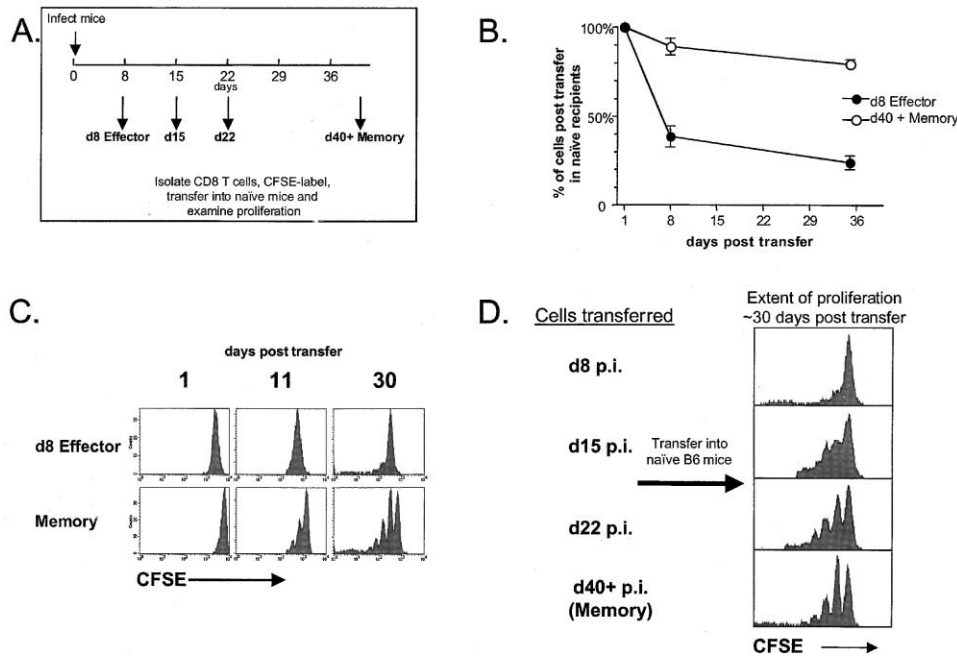 A.
Infect mice
0 8 15 22 29 36
days
d8 Effector d15 d22 d40+ Memory
Isolate CD8 T cells, CFSE-label,
transfer into naïve mice and
examine proliferation
B.
% of cells post transfer
in naïve recipients
100%
50%
0
1 8 15 22 29 36
days post transfer
d8 Effector
d40 + Memory
C.
days post transfer
1 11 30
d8 Effector
Memory
CFSE
D.
Cells transferred
Extent of proliferation
~30 days post transfer
d8 p.i.
d15 p.i.
Transfer into
naïve B6 mice
d22 p.i.
d40+ p.i.
(Memory)
CFSE